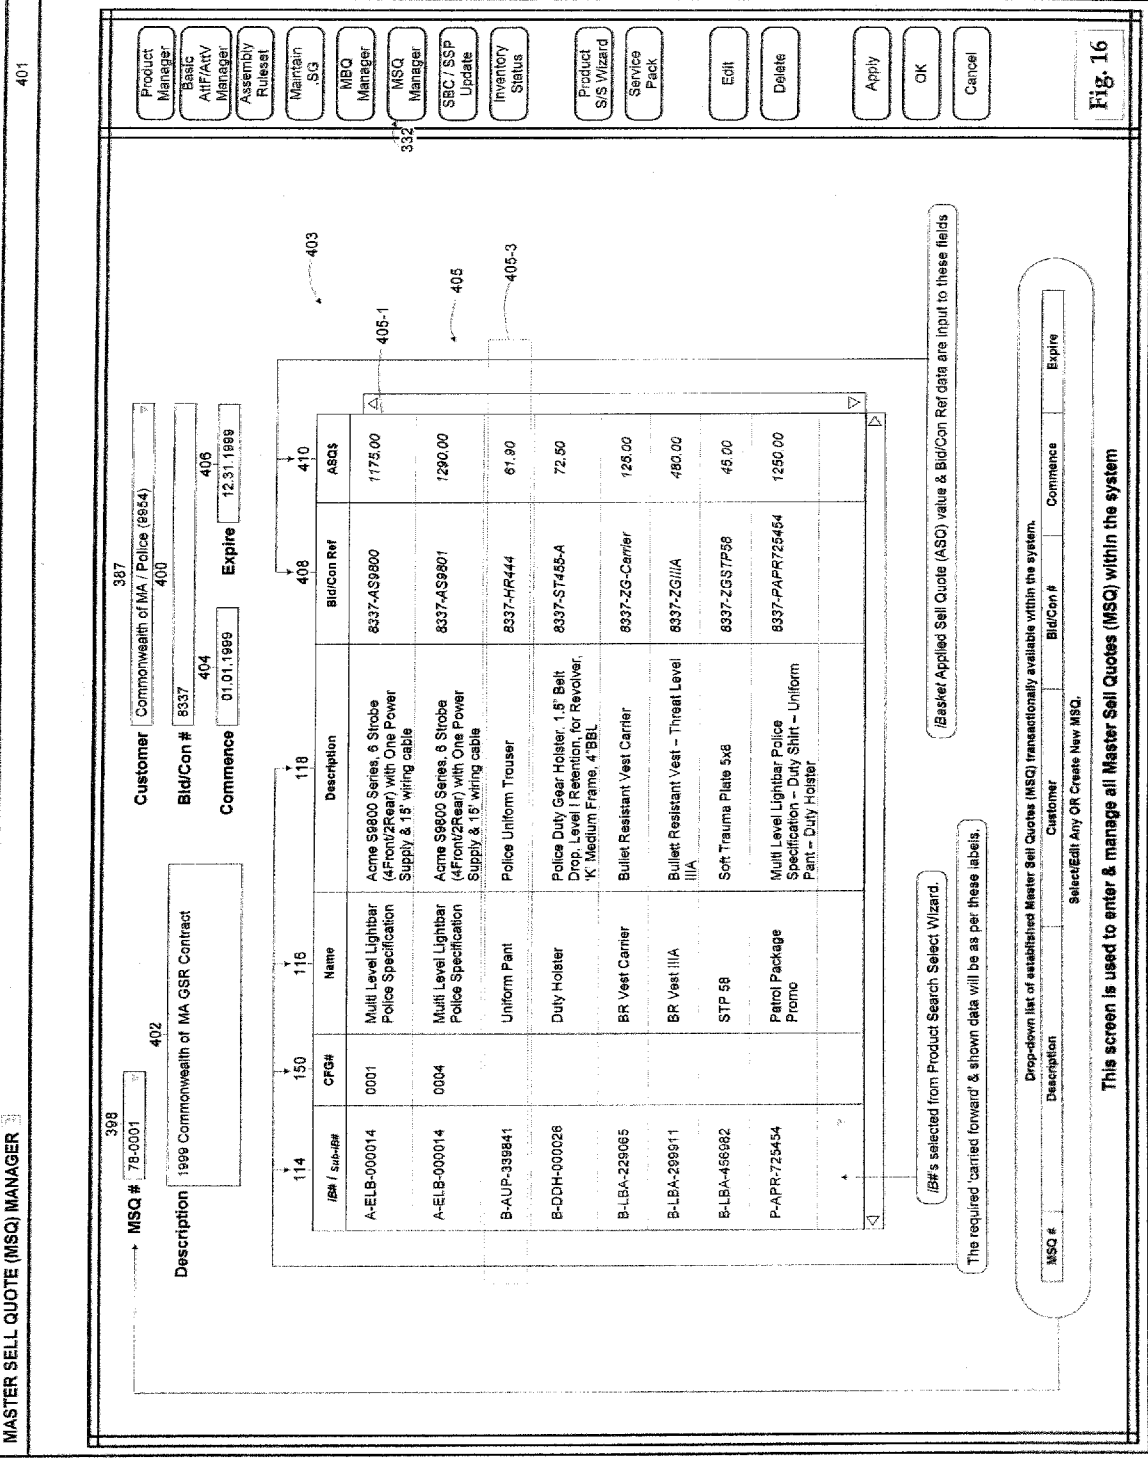 MASTER SELL QUOTE (MSQ) MANAGER
401
398
MSQ # 78-0001
402
Description 1999 Commonwealth of MA GSR Contract
387
Customer Commonwealth of MA / Police (9954)
400
Bid/Con # 8337
404
406
Commence 01.01.1999 Expire 12.31.1999
403
114
150
116
118
408
410
405-1
405
405-3
IB# / Sub-IB# CFG# Name Description Bid/Con Ref ASQ$
A-ELB-000014 0001 Multi Level Lightbar Police Specification Acme S9800 Series, 6 Strobe (4Front/2Rear) with One Power Supply & 15' wiring cable 8337-AS9800 1175.00
A-ELB-000014 0004 Multi Level Lightbar Police Specification Acme S9800 Series, 6 Strobe (4Front/2Rear) with One Power Supply & 15' wiring cable 8337-AS9801 1290.00
B-AUP-339841 Uniform Pant Police Uniform Trouser 8337-HR444 61.90
B-DDH-000026 Duty Holster Police Duty Gear Holster, 1.5" Belt Drop, Level I Retention, for Revolver, 'K' Medium Frame, 4"BBL 8337-ST455-A 72.50
B-LBA-229065 BR Vest Carrier Bullet Resistant Vest Carrier 8337-ZG-Carrier 125.00
B-LBA-299911 BR Vest IIIA Bullett Resistant Vest – Threat Level IIIA 8337-ZGIIIA 480.00
B-LBA-456982 STP 58 Soft Trauma Plate 5x8 8337-ZGSTP58 45.00
P-APR-725454 Patrol Package Promo Multi Level Lightbar Police Specification – Duty Shirt – Uniform Pant – Duty Holster 8337-PAPR725454 1250.00
IB#'s selected from Product Search Select Wizard.
The required 'carried forward' & shown data will be as per these labels.
/Basket Applied Sell Quote (ASQ) value & Bid/Con Ref data are input to these fields
Drop-down list of established Master Sell Quotes (MSQ) transactionally available within the system.
MSQ # Description Customer Bid/Con # Commence Expire
Select/Edit Any OR Create New MSQ.
This screen is used to enter & manage all Master Sell Quotes (MSQ) within the system
Product Manager
Basic AttF/AttV Manager
Assembly Ruleset
Maintain .SG
MBQ Manager
MSQ Manager
332
SBC / SSP Update
Inventory Status
Product S/S Wizard
Service Pack
Edit
Delete
Apply
OK
Cancel
Fig. 16